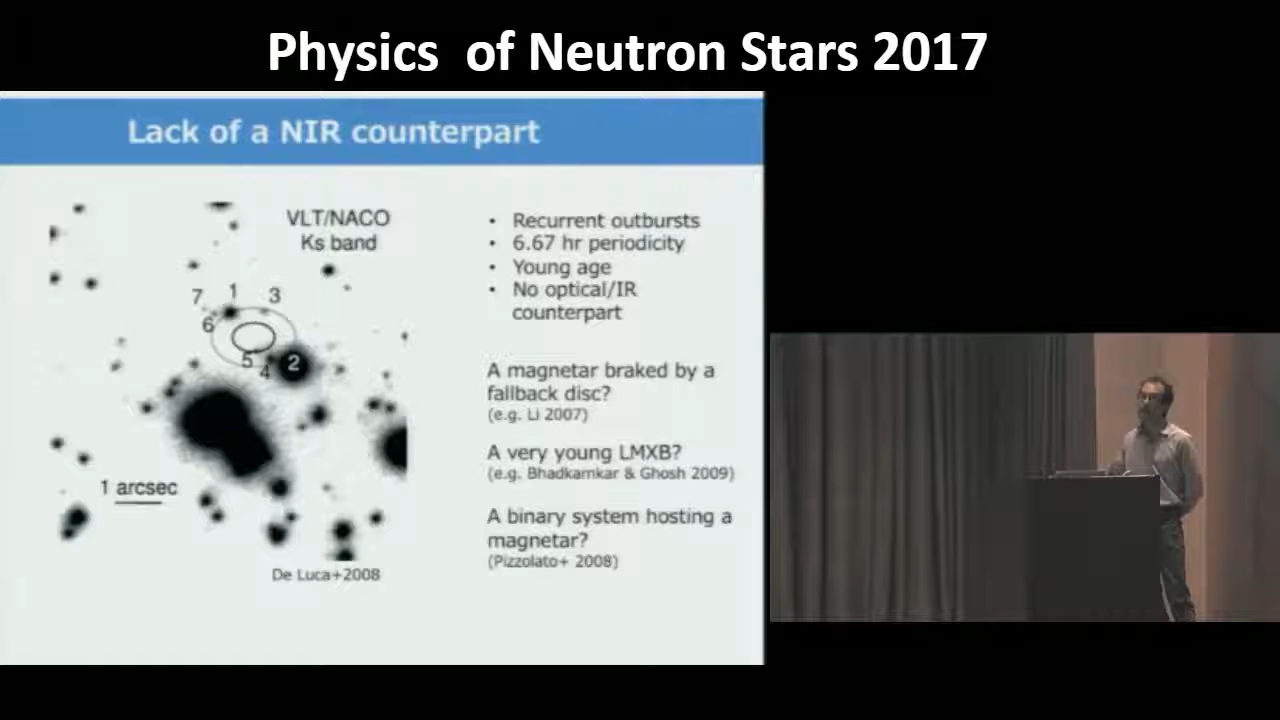 Physics of Neutron Stars 2017
Lack of a NIR counterpart
VLT/NACO
Ks band
7 1 3
6
5
4
2
1 arcsec
De Luca+2008
• Recurrent outbursts
• 6.67 hr periodicity
• Young age
• No optical/IR
counterpart
A magnetar braked by a
fallback disc?
(e.g. Li 2007)
A very young LMXB?
(e.g. Bhadkamkar & Ghosh 2009)
A binary system hosting a
magnetar?
(Pizzolato+ 2008)